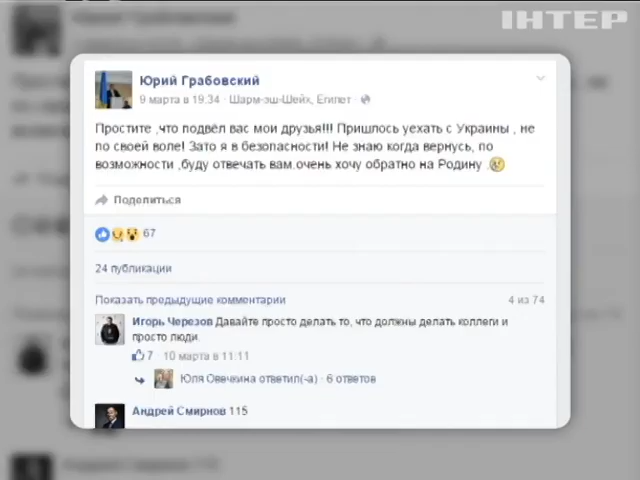 ІНТЕР
Юрий Грабовский
9 марта в 19:34 · Шарм-эш-Шейх, Египет ·
Простите ,что подвёл вас мои друзья!!! Пришлось уехать с Украины , не
по своей воле! Зато я в безопасности! Не знаю когда вернусь, по
возможности ,буду отвечать вам.очень хочу обратно на Родину .
Поделиться
67
24 публикации
Показать предыдущие комментарии 4 из 74
Игорь Черезов Давайте просто делать то, что должны делать коллеги и
просто люди.
7 · 10 марта в 11:11
Юля Овечкина ответил(-а) · 6 ответов
Андрей Смирнов 115